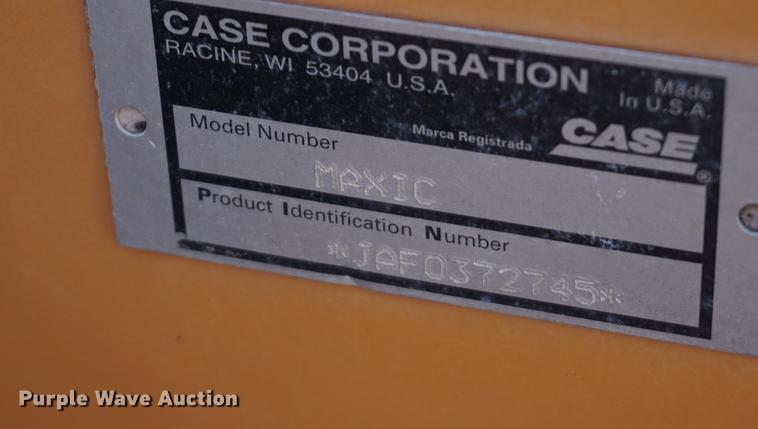 CASE CORPORATION
RACINE, WI 53404 U.S.A.
Made
In U.S.A.
Model Number
Marca Registrada
CASE
®
MAXIC
Product Identification Number
*JAF0372745*
Purple Wave Auction